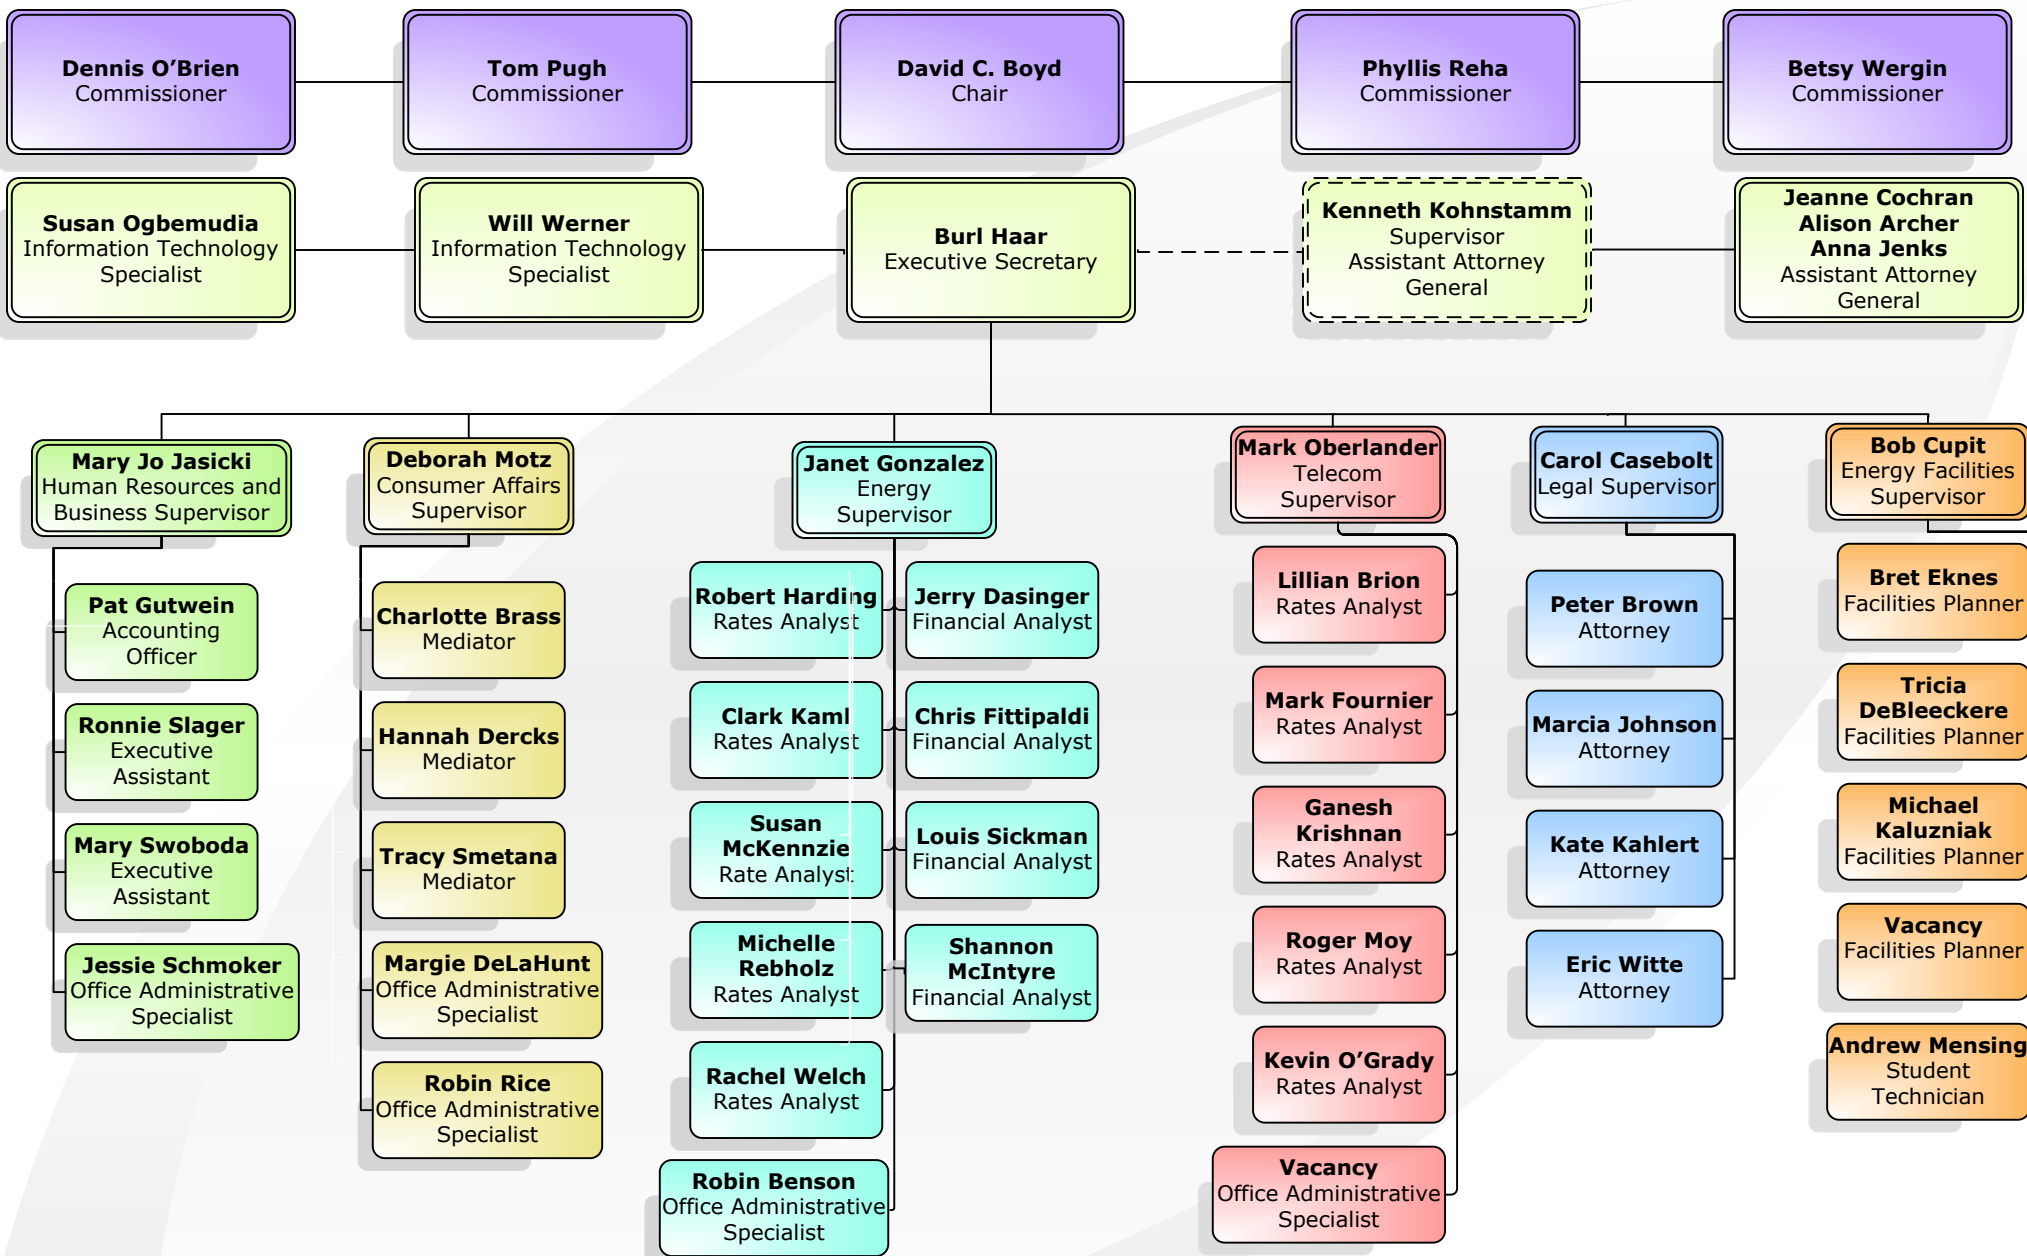 Dennis O’Brien
Commissioner
Tom Pugh
Commissioner
David C. Boyd
Chair
Phyllis Reha
Commissioner
Betsy Wergin
Commissioner
Susan Ogbemudia
Information Technology
Specialist
Will Werner
Information Technology
Specialist
Burl Haar
Executive Secretary
Kenneth Kohnstamm
Supervisor
Assistant Attorney
General
Jeanne Cochran
Alison Archer
Anna Jenks
Assistant Attorney
General
Mary Jo Jasicki
Human Resources and
Business Supervisor
Pat Gutwein
Accounting
Officer
Ronnie Slager
Executive
Assistant
Mary Swoboda
Executive
Assistant
Jessie Schmoker
Office Administrative
Specialist
Deborah Motz
Consumer Affairs
Supervisor
Charlotte Brass
Mediator
Hannah Dercks
Mediator
Tracy Smetana
Mediator
Margie DeLaHunt
Office Administrative
Specialist
Robin Rice
Office Administrative
Specialist
Janet Gonzalez
Energy
Supervisor
Robert Harding
Rates Analyst
Jerry Dasinger
Financial Analyst
Clark Kaml
Rates Analyst
Chris Fittipaldi
Financial Analyst
Susan
McKennzie
Rate Analyst
Louis Sickman
Financial Analyst
Michelle
Rebholz
Rates Analyst
Shannon
McIntyre
Financial Analyst
Rachel Welch
Rates Analyst
Robin Benson
Office Administrative
Specialist
Mark Oberlander
Telecom
Supervisor
Lillian Brion
Rates Analyst
Mark Fournier
Rates Analyst
Ganesh
Krishnan
Rates Analyst
Roger Moy
Rates Analyst
Kevin O’Grady
Rates Analyst
Vacancy
Office Administrative
Specialist
Carol Casebolt
Legal Supervisor
Peter Brown
Attorney
Marcia Johnson
Attorney
Kate Kahlert
Attorney
Eric Witte
Attorney
Bob Cupit
Energy Facilities
Supervisor
Bret Eknes
Facilities Planner
Tricia
DeBleeckere
Facilities Planner
Michael
Kaluzniak
Facilities Planner
Vacancy
Facilities Planner
Andrew Mensing
Student
Technician